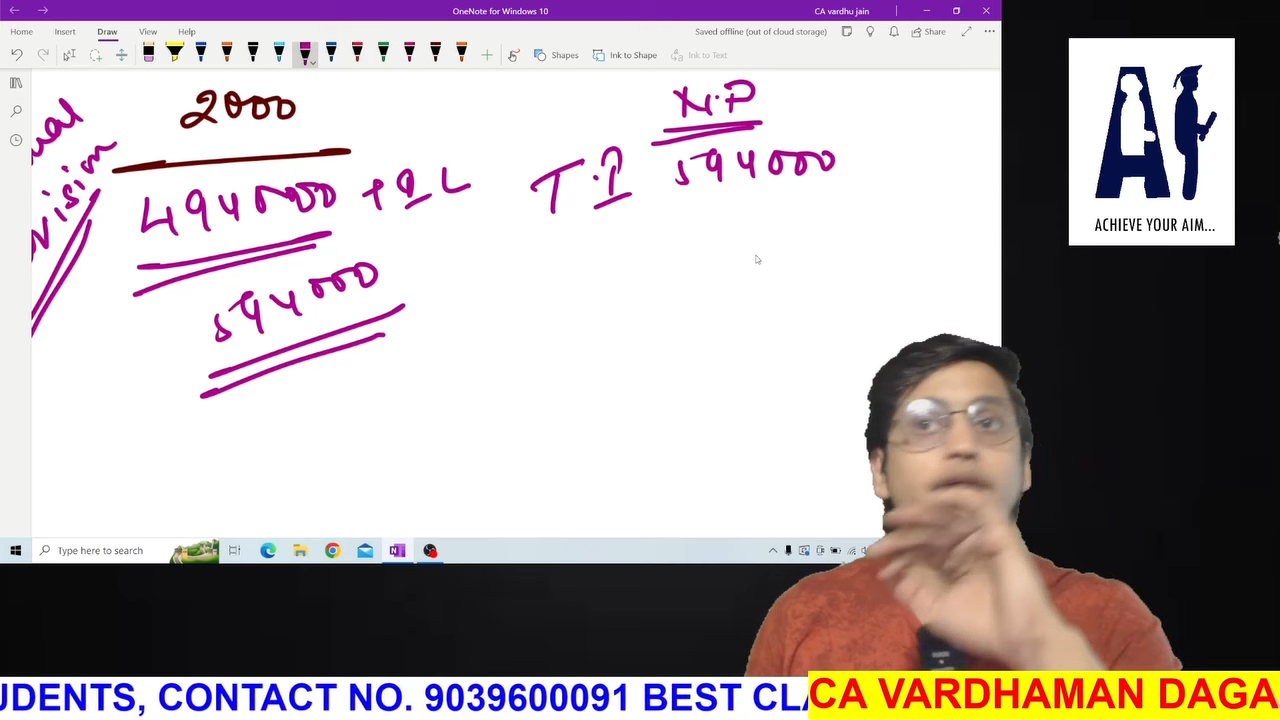 OneNote for Windows 10
CA vardhu jain
Home Insert Draw View Help
Saved offline (out of cloud storage)
Share
Shapes
Ink to Shape
Ink to Text
2000
vision
494000 + 1 L
594000
N.P
T.I 594000
ACHIEVE YOUR AIM...
Type here to search
UDENTS, CONTACT NO. 9039600091 BEST CLA
CA VARDHAMAN DAGA